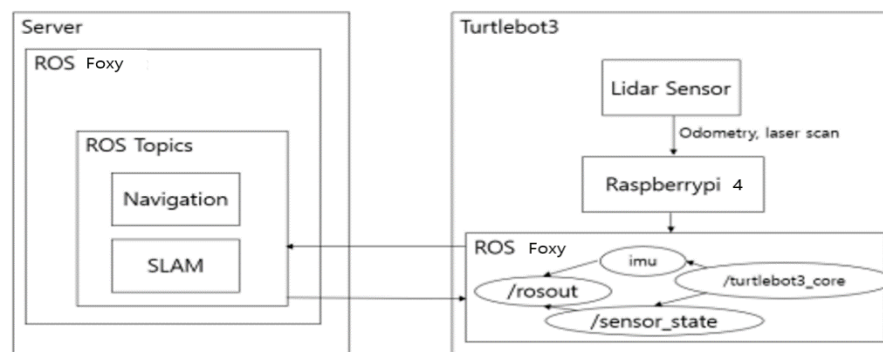 Server
ROS Foxy
ROS Topics
Navigation
SLAM
Turtlebot3
Lidar Sensor
Odometry, laser scan
Raspberrypi 4
ROS Foxy
imu
/turtlebot3_core
/rosout
/sensor_state